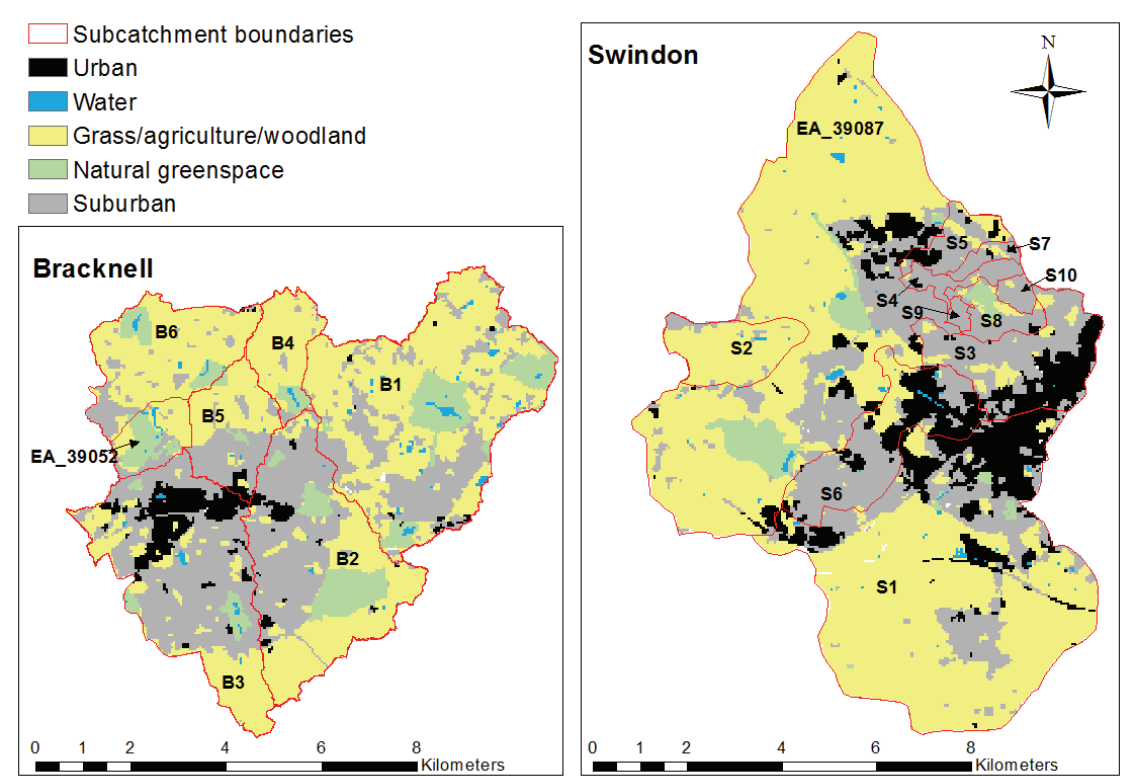 Subcatchment boundaries
Urban
Water
Grass/agriculture/woodland
Natural greenspace
Suburban
Bracknell
B6
B4
B1
B5
EA_39052
B2
B3
0 1 2 4 6 8
Kilometers
Swindon
N
EA_39087
S5
S7
S10
S4
S9
S8
S2
S3
S6
S1
0 1 2 4 6 8
Kilometers